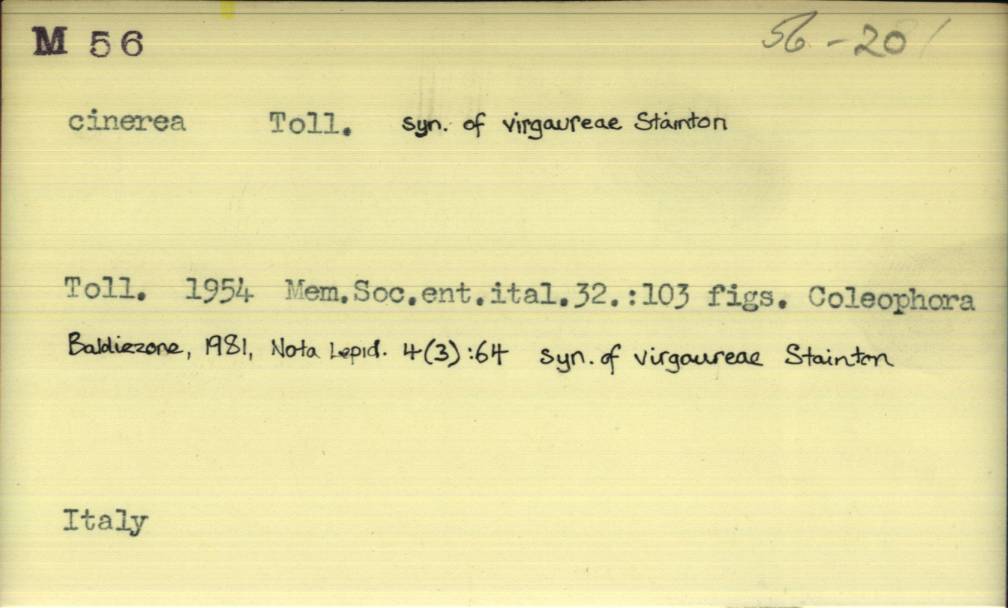 M 56 56-20
cinerea Toll. syn. of virgaureae Stainton
Toll. 1954 Mem.Soc.ent.ital.32.:103 figs. Coleophora
Baldizzone, 1981, Nota Lepid. 4(3):64 syn. of virgaureae Stainton
Italy